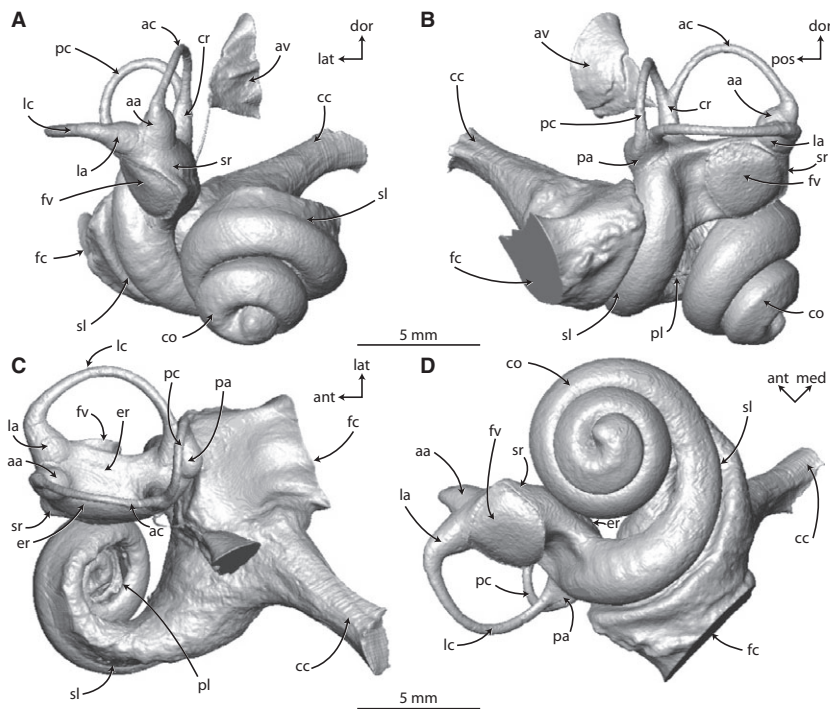 A
ac
dor
pc
cr
lat
av
aa
cc
lc
la
sr
fv
sl
fc
sl
co
5 mm
B
ac
dor
av
pos
cc
cr
aa
pc
la
pa
sr
fv
fc
co
sl
pl
C
lc
lat
pc
pa
ant
fv
er
fc
la
aa
sr
er
ac
cc
sl
pl
5 mm
D
co
ant med
sl
fv
sr
aa
la
er
cc
pc
lc
pa
fc